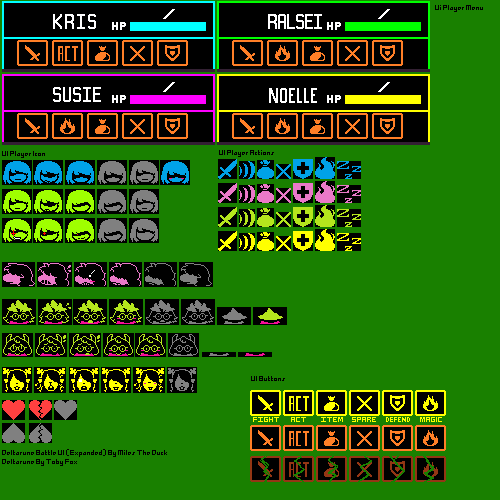 KRIS HP / RALSEI HP / Ui Player Menu
ACT
SUSIE HP / NOELLE HP /
UI Player Icon UI Player Actions
UI Buttons
ACT
FIGHT ACT ITEM SPARE DEFEND MAGIC
ACT
ACT
Deltarune Battle UI (Expanded) By Miles The Duck
Deltarune By Toby Fox